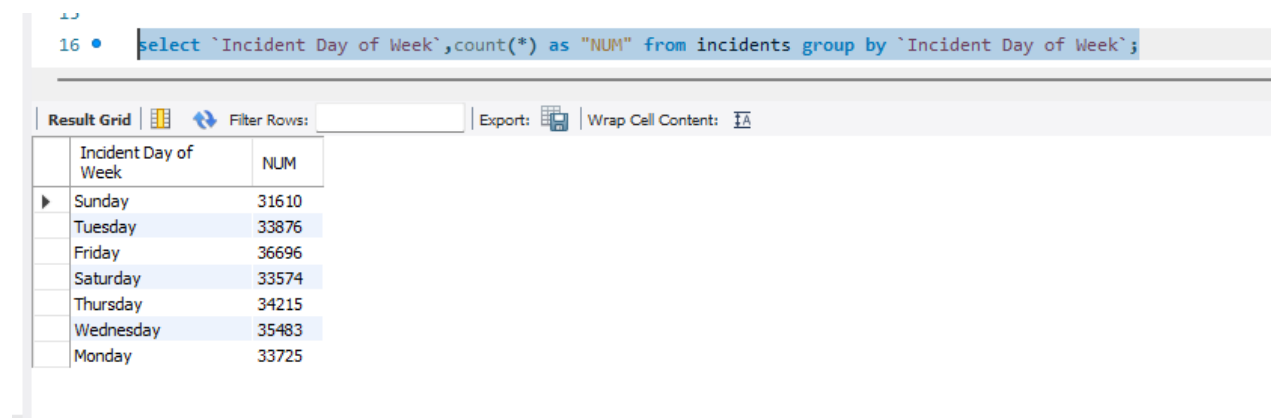 15
16 select `Incident Day of Week`,count(*) as "NUM" from incidents group by `Incident Day of Week`;
Result Grid Filter Rows: Export: Wrap Cell Content: IA
Incident Day of Week NUM
Sunday 31610
Tuesday 33876
Friday 36696
Saturday 33574
Thursday 34215
Wednesday 35483
Monday 33725